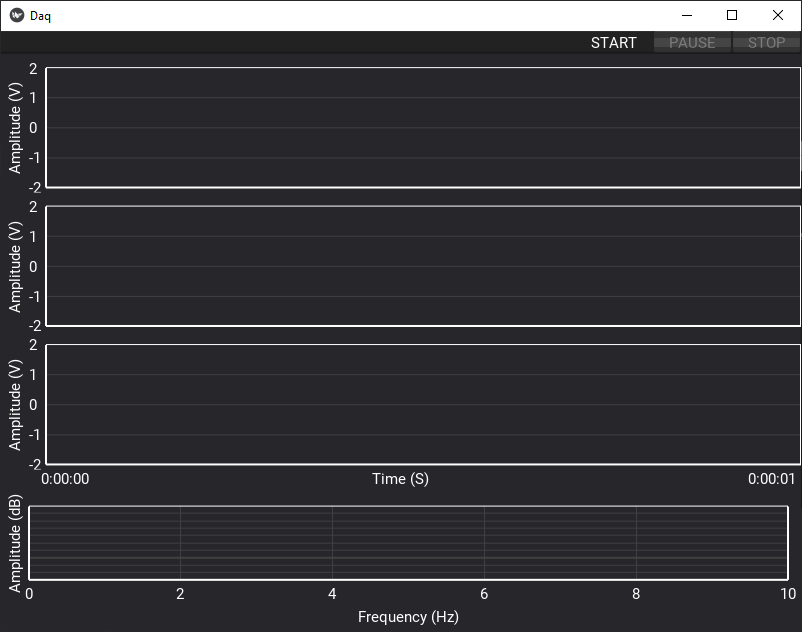 Daq
START PAUSE STOP
2
1
0
-1
-2
Amplitude (V)
2
1
0
-1
-2
Amplitude (V)
2
1
0
-1
-2
Amplitude (V)
0:00:00 Time (S) 0:00:01
Amplitude (dB)
0 2 4 6 8 10
Frequency (Hz)